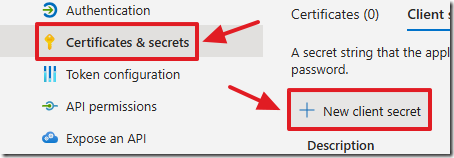 Authentication
Certificates & secrets
Token configuration
API permissions
Expose an API
Certificates (0) Client s
A secret string that the appl
password.
New client secret
Description